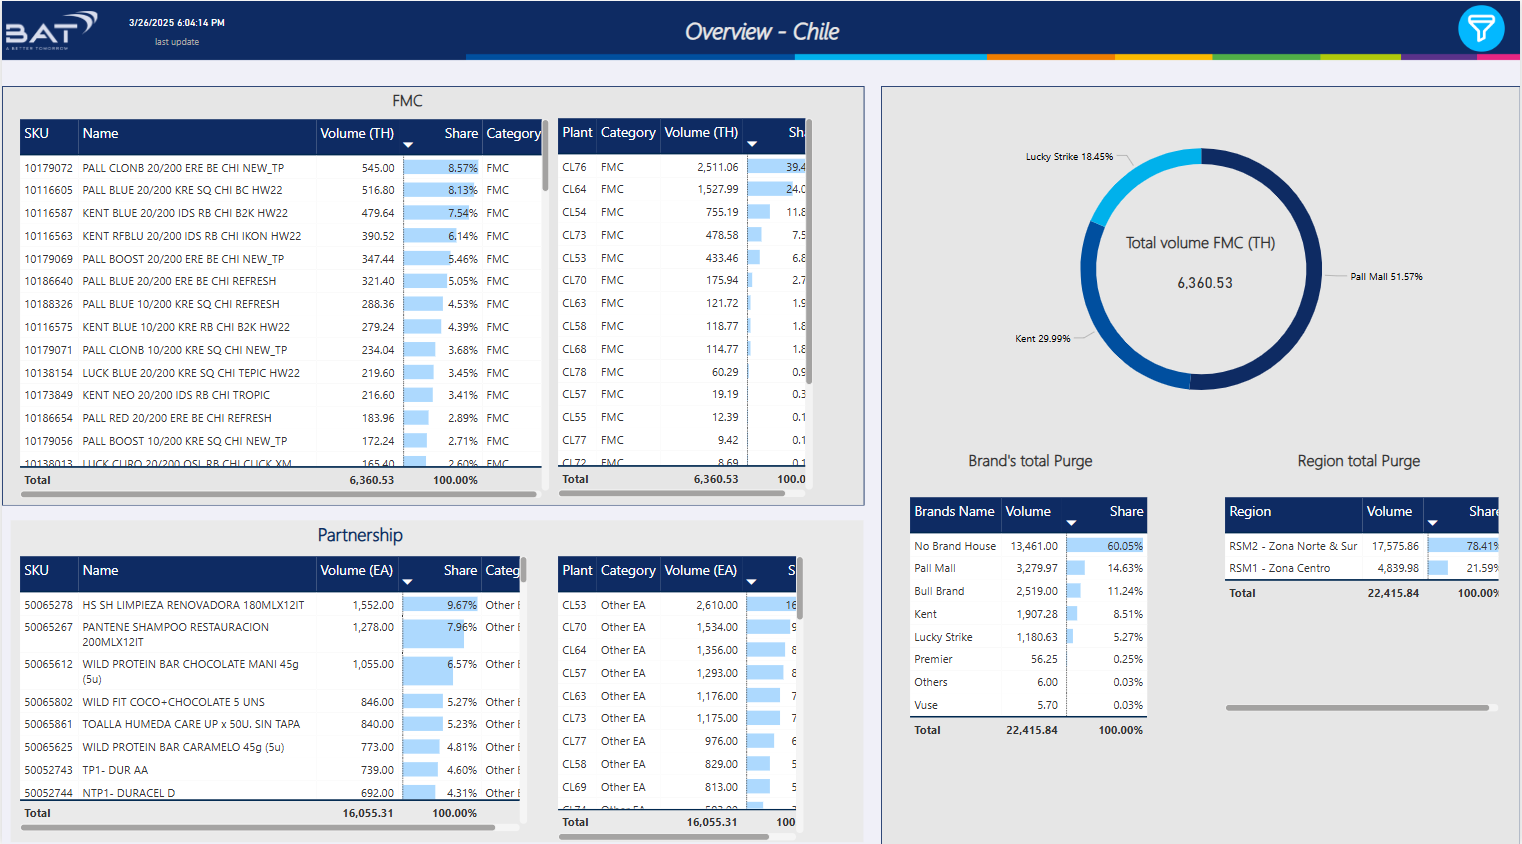 BAT
A BETTER TOMORROW
3/26/2025 6:04:14 PM
last update
Overview - Chile
FMC
SKU Name Volume (TH) Share Category
10179072 PALL CLONB 20/200 ERE BE CHI NEW_TP 545.00 8.57% FMC
10116605 PALL BLUE 20/200 KRE SQ CHI BC HW22 516.80 8.13% FMC
10116587 KENT BLUE 20/200 IDS RB CHI B2K HW22 479.64 7.54% FMC
10116563 KENT RFBLU 20/200 IDS RB CHI IKON HW22 390.52 6.14% FMC
10179069 PALL BOOST 20/200 ERE BE CHI NEW_TP 347.44 5.46% FMC
10186640 PALL BLUE 20/200 ERE BE CHI REFRESH 321.40 5.05% FMC
10188326 PALL BLUE 10/200 KRE SQ CHI REFRESH 288.36 4.53% FMC
10116575 KENT BLUE 10/200 KRE RB CHI B2K HW22 279.24 4.39% FMC
10179071 PALL CLONB 10/200 KRE SQ CHI NEW_TP 234.04 3.68% FMC
10138154 LUCK BLUE 20/200 KRE SQ CHI TEPIC HW22 219.60 3.45% FMC
10173849 KENT NEO 20/200 IDS RB CHI TROPIC 216.60 3.41% FMC
10186654 PALL RED 20/200 ERE BE CHI REFRESH 183.96 2.89% FMC
10179056 PALL BOOST 10/200 KRE SQ CHI NEW_TP 172.24 2.71% FMC
10138013 LUCK CURO 20/200 QSL RB CHI CLICK XM 165.40 2.60% FMC
Total 6,360.53 100.00%
Plant Category Volume (TH) Sh
CL76 FMC 2,511.06 39.4
CL64 FMC 1,527.99 24.0
CL54 FMC 755.19 11.8
CL73 FMC 478.58 7.5
CL53 FMC 433.46 6.8
CL70 FMC 175.94 2.7
CL63 FMC 121.72 1.9
CL58 FMC 118.77 1.8
CL68 FMC 114.77 1.8
CL78 FMC 60.29 0.9
CL57 FMC 19.19 0.3
CL55 FMC 12.39 0.1
CL77 FMC 9.42 0.1
CL72 FMC 8.69 0.1
Total 6,360.53 100.0
Partnership
SKU Name Volume (EA) Share Categ
50065278 HS SH LIMPIEZA RENOVADORA 180MLX12IT 1,552.00 9.67% Other E
50065267 PANTENE SHAMPOO RESTAURACION 1,278.00 7.96% Other E
200MLX12IT
50065612 WILD PROTEIN BAR CHOCOLATE MANI 45g 1,055.00 6.57% Other E
(5u)
50065802 WILD FIT COCO+CHOCOLATE 5 UNS 846.00 5.27% Other E
50065861 TOALLA HUMEDA CARE UP x 50U. SIN TAPA 840.00 5.23% Other E
50065625 WILD PROTEIN BAR CARAMELO 45g (5u) 773.00 4.81% Other E
50052743 TP1- DUR AA 739.00 4.60% Other E
50052744 NTP1- DURACEL D 692.00 4.31% Other E
Total 16,055.31 100.00%
Plant Category Volume (EA) S
CL53 Other EA 2,610.00 16
CL70 Other EA 1,534.00 9
CL64 Other EA 1,356.00 8
CL57 Other EA 1,293.00 8
CL63 Other EA 1,176.00 7
CL73 Other EA 1,175.00 7
CL77 Other EA 976.00 6
CL58 Other EA 829.00 5
CL69 Other EA 813.00 5
CL74 Other EA
Total 16,055.31 100
Lucky Strike 18.45%
Total volume FMC (TH)
6,360.53
Pall Mall 51.57%
Kent 29.99%
Brand's total Purge
Brands Name Volume Share
No Brand House 13,461.00 60.05%
Pall Mall 3,279.97 14.63%
Bull Brand 2,519.00 11.24%
Kent 1,907.28 8.51%
Lucky Strike 1,180.63 5.27%
Premier 56.25 0.25%
Others 6.00 0.03%
Vuse 5.70 0.03%
Total 22,415.84 100.00%
Region total Purge
Region Volume Share
RSM2 - Zona Norte & Sur 17,575.86 78.41%
RSM1 - Zona Centro 4,839.98 21.59%
Total 22,415.84 100.00%